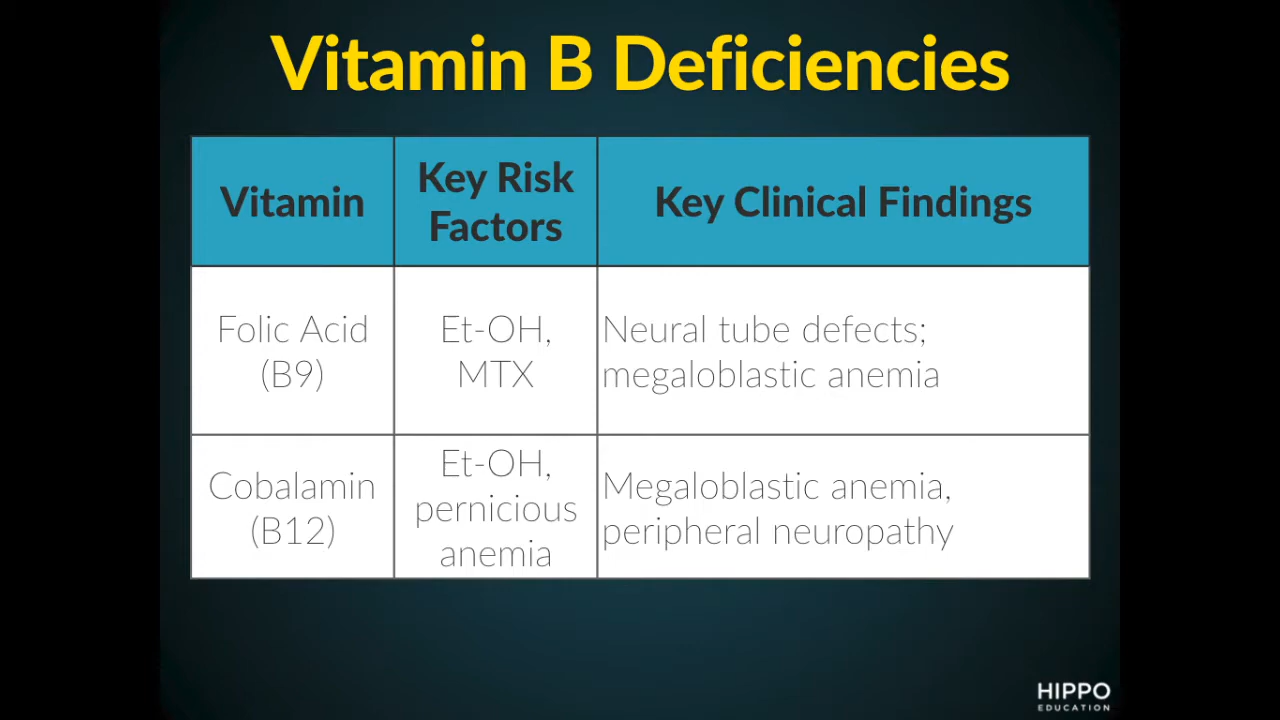 Vitamin B Deficiencies
Vitamin
Key Risk
Factors
Key Clinical Findings
Folic Acid
(B9)
Et-OH,
MTX
Neural tube defects;
megaloblastic anemia
Cobalamin
(B12)
Et-OH,
pernicious
anemia
Megaloblastic anemia,
peripheral neuropathy
HIPPO
EDUCATION